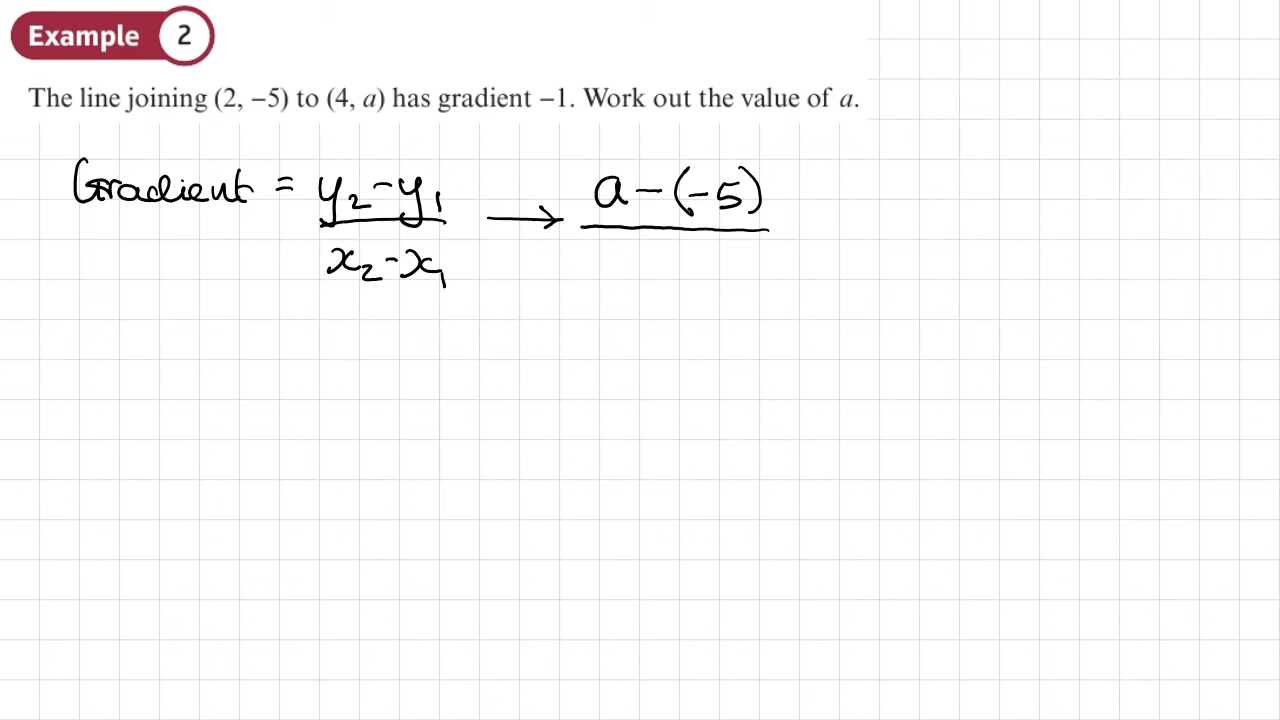 Example 2
The line joining (2, −5) to (4, a) has gradient −1. Work out the value of a.
Gradient = y₂ − y₁ → a − (−5)
x₂ − x₁